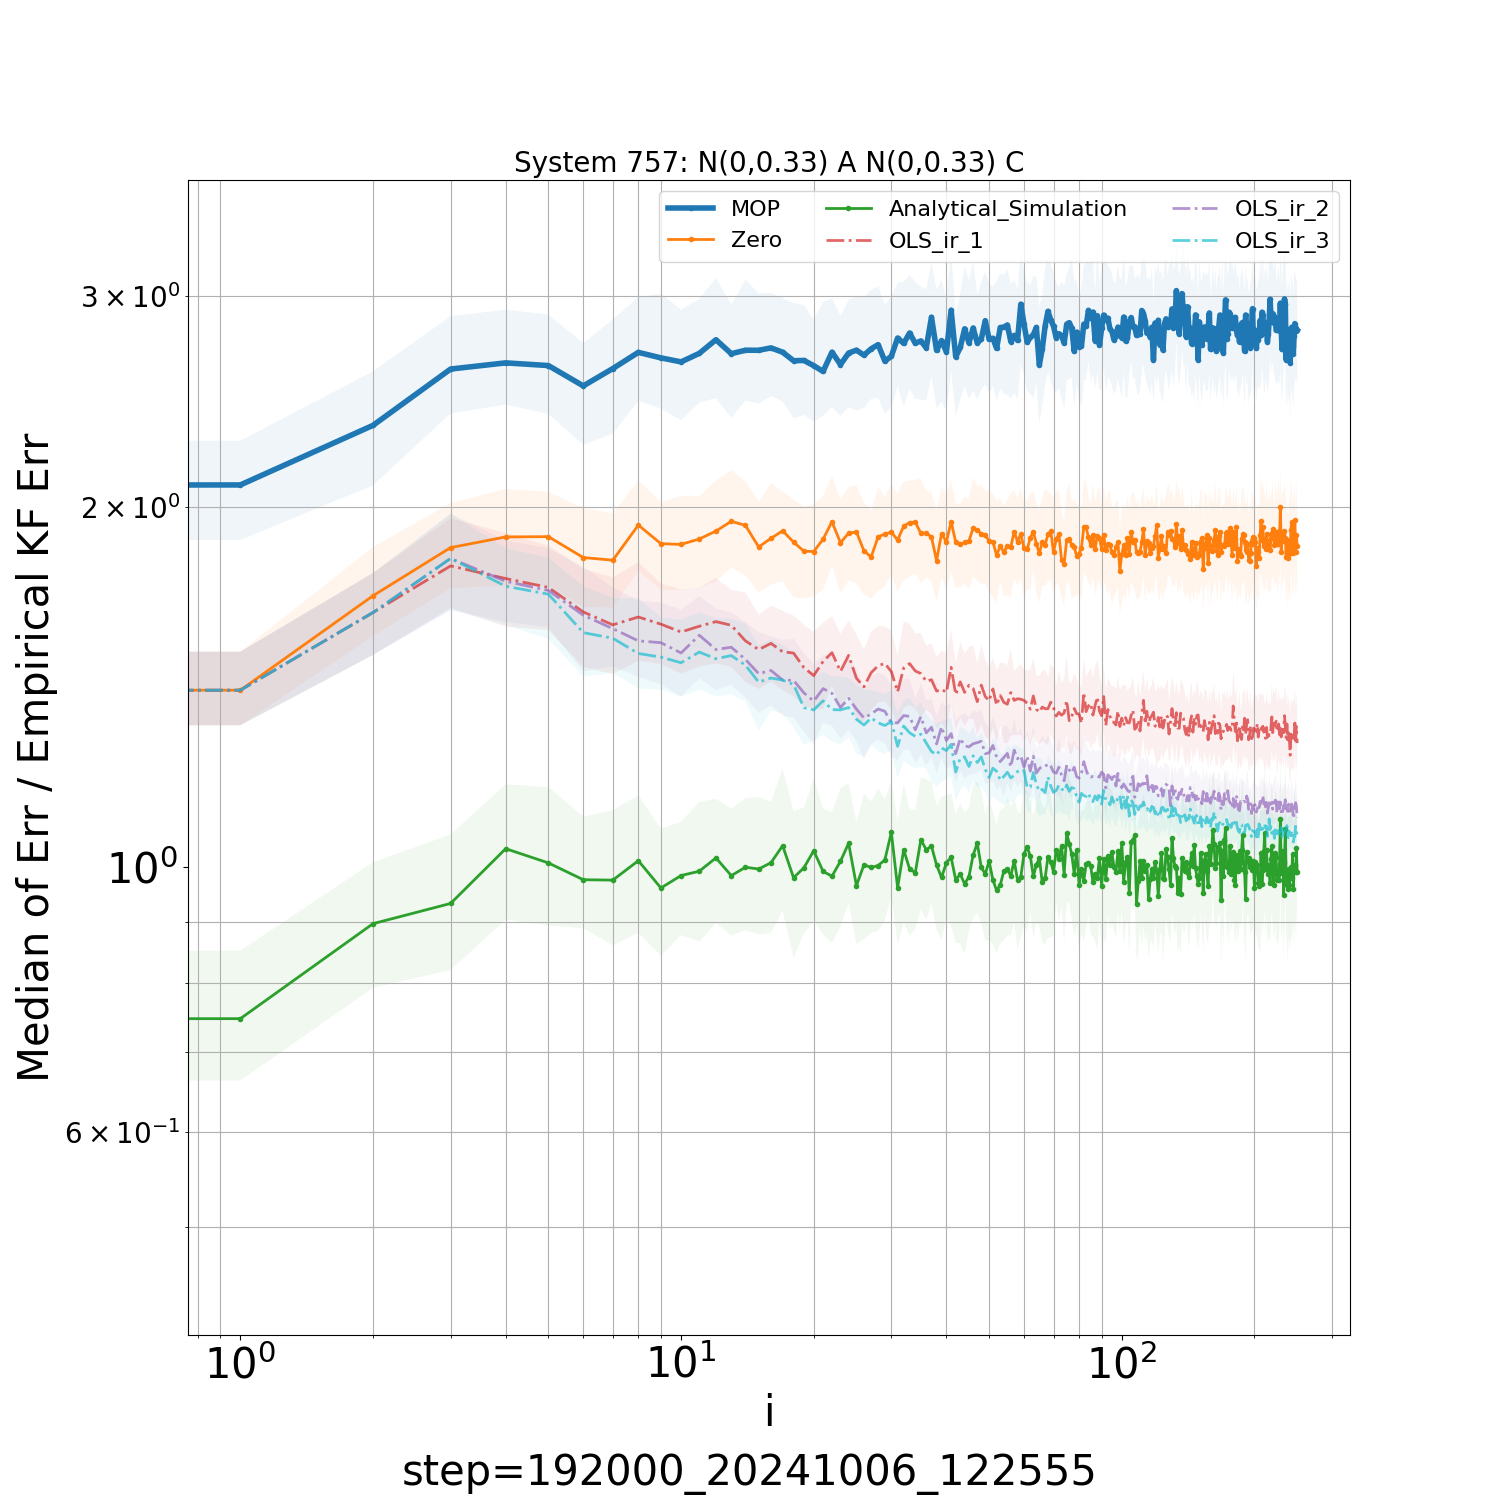 System 757: N(0,0.33) A N(0,0.33) C
MOP
Zero
Analytical_Simulation
OLS_ir_1
OLS_ir_2
OLS_ir_3
Median of Err / Empirical KF Err
3 × 10⁰
2 × 10⁰
10⁰
6 × 10⁻¹
10⁰ 10¹ 10²
i
step=192000_20241006_122555